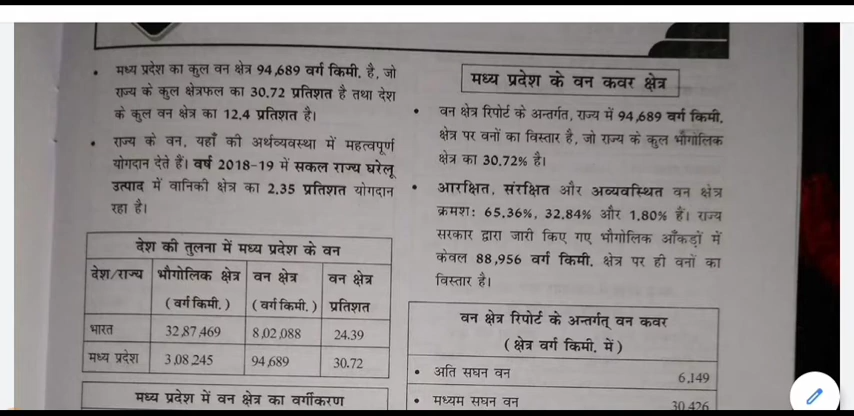 • मध्य प्रदेश का कुल वन क्षेत्र 94,689 वर्ग किमी. है, जो
राज्य के कुल क्षेत्रफल का 30.72 प्रतिशत है तथा देश
के कुल वन क्षेत्र का 12.4 प्रतिशत है।
• राज्य के वन, यहाँ की अर्थव्यवस्था में महत्वपूर्ण
योगदान देते हैं। वर्ष 2018-19 में सकल राज्य घरेलू
उत्पाद में वानिकी क्षेत्र का 2.35 प्रतिशत योगदान
रहा है।
देश की तुलना में मध्य प्रदेश के वन
देश/राज्य भौगोलिक क्षेत्र वन क्षेत्र वन क्षेत्र
(वर्ग किमी.) (वर्ग किमी.) प्रतिशत
भारत 32,87,469 8,02,088 24.39
मध्य प्रदेश 3,08,245 94,689 30.72
मध्य प्रदेश में वन क्षेत्र का वर्गीकरण
मध्य प्रदेश के वन कवर क्षेत्र
• वन क्षेत्र रिपोर्ट के अन्तर्गत, राज्य में 94,689 वर्ग किमी.
क्षेत्र पर वनों का विस्तार है, जो राज्य के कुल भौगोलिक
क्षेत्र का 30.72% है।
• आरक्षित, संरक्षित और अव्यवस्थित वन क्षेत्र
क्रमश: 65.36%, 32.84% और 1.80% हैं। राज्य
सरकार द्वारा जारी किए गए भौगोलिक आँकड़ों में
केवल 88,956 वर्ग किमी. क्षेत्र पर ही वनों का
विस्तार है।
वन क्षेत्र रिपोर्ट के अन्तर्गत् वन कवर
(क्षेत्र वर्ग किमी. में)
• अति सघन वन 6,149
• मध्यम सघन वन 30,426